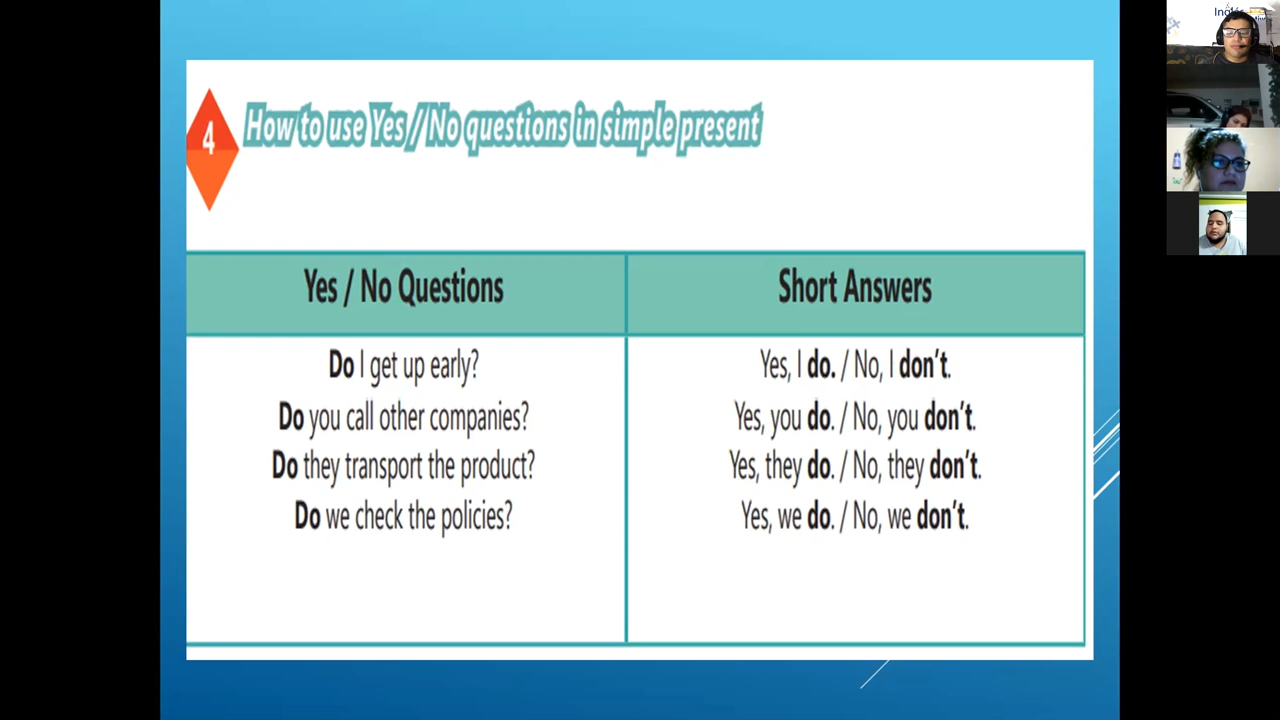 4
How to use Yes / No questions in simple present
Yes / No Questions
Short Answers
Do I get up early?
Yes, I do. / No, I don't.
Do you call other companies?
Yes, you do. / No, you don't.
Do they transport the product?
Yes, they do. / No, they don't.
Do we check the policies?
Yes, we do. / No, we don't.